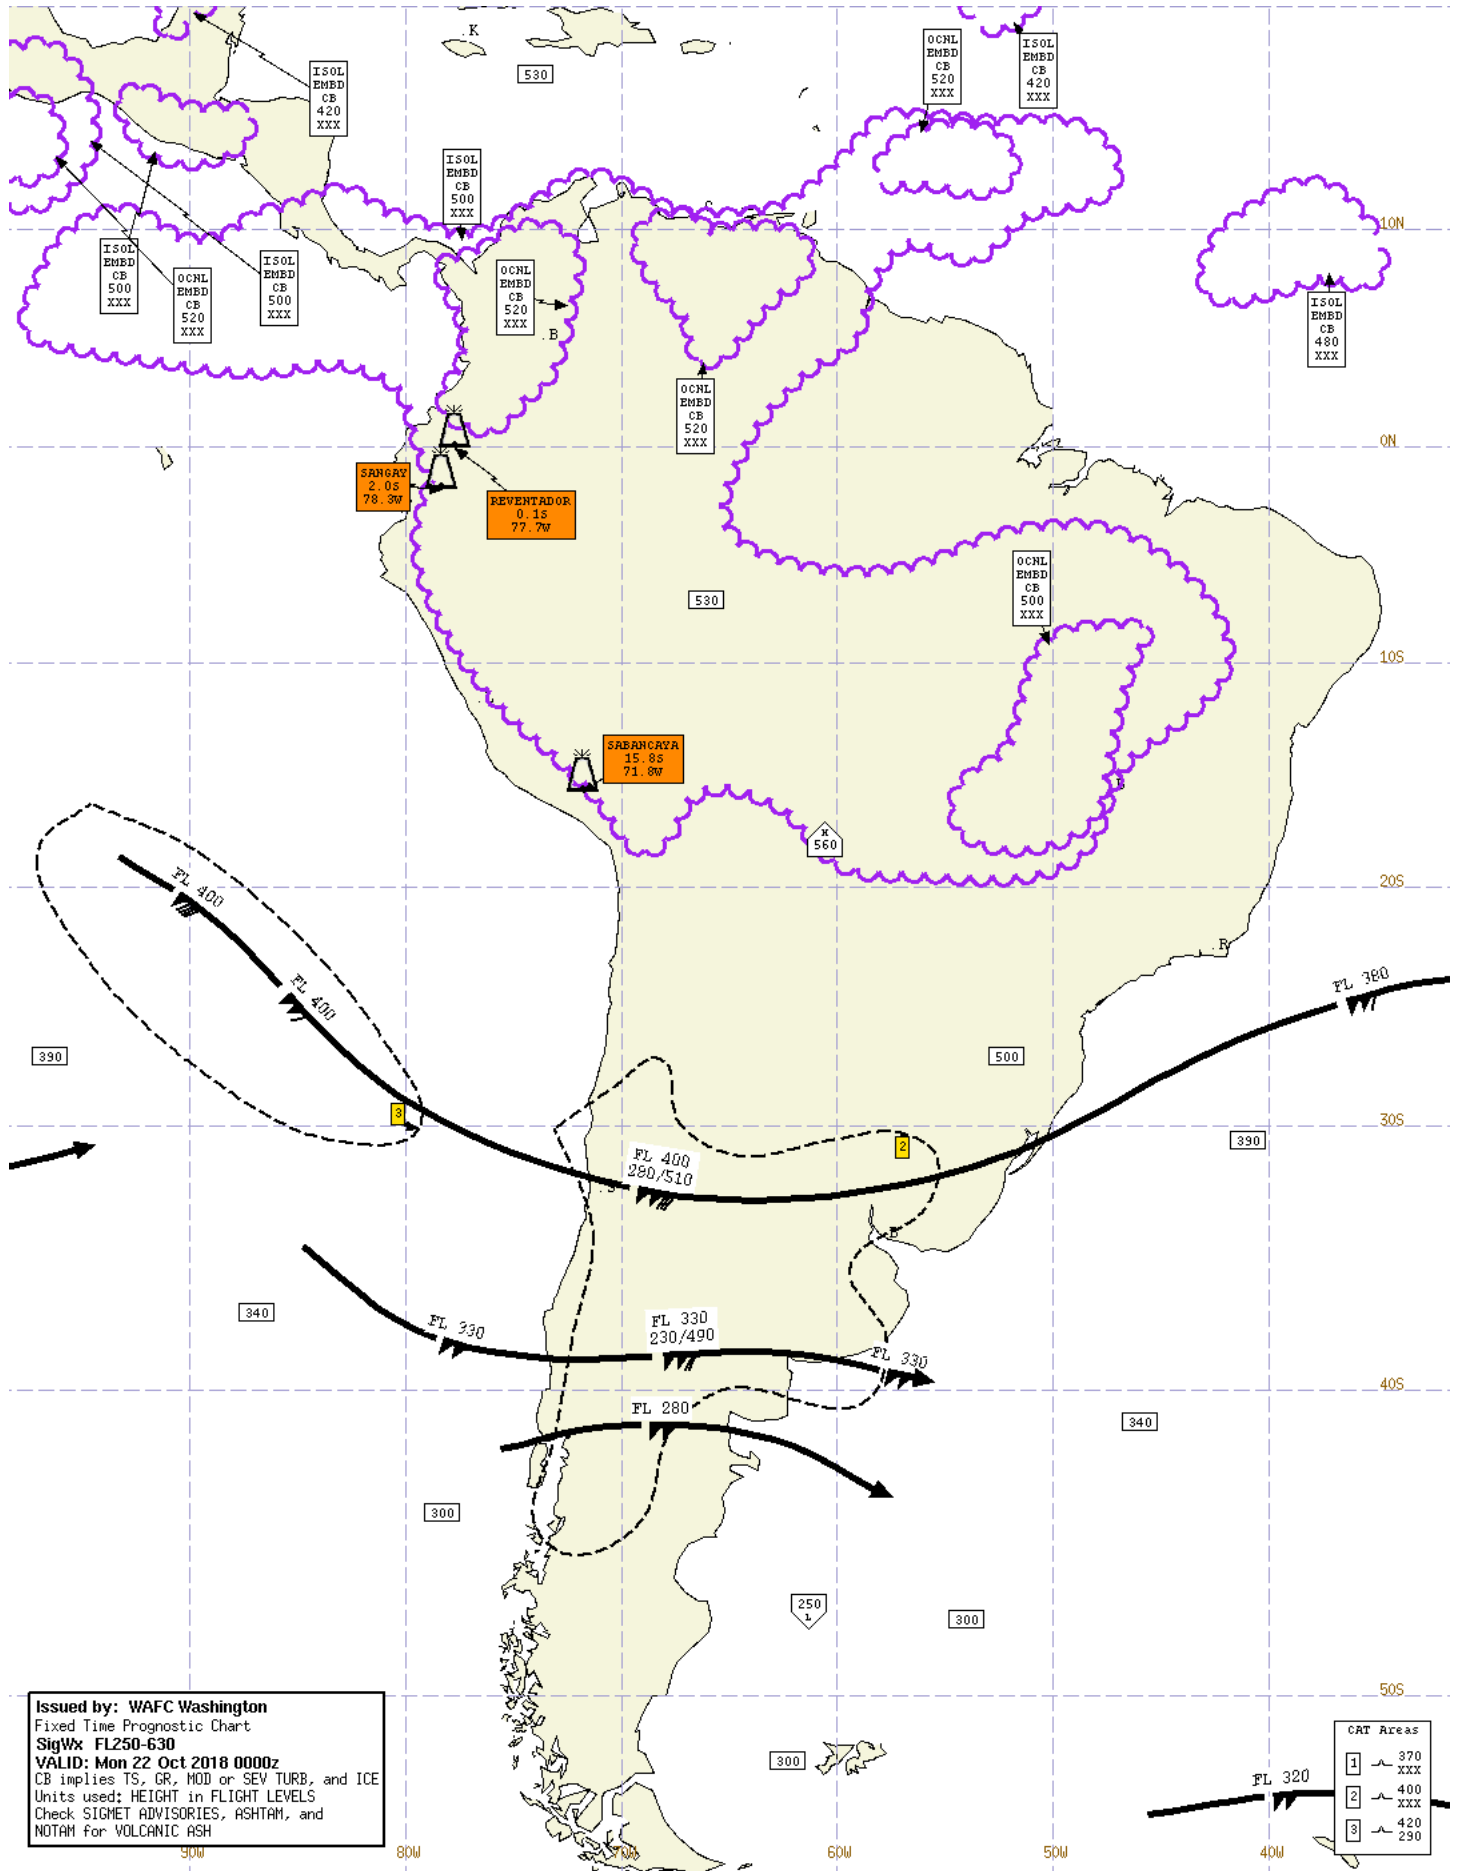 K
530
ISOL
EMBD
CB
420
XXX
OCNL
EMBD
CB
520
XXX
ISOL
EMBD
CB
420
XXX
ISOL
EMBD
CB
500
XXX
C
10N
ISOL
EMBD
CB
500
XXX
OCNL
EMBD
CB
520
XXX
ISOL
EMBD
CB
500
XXX
OCNL
EMBD
CB
520
XXX
B
ISOL
EMBD
CB
480
XXX
OCNL
EMBD
CB
520
XXX
0N
SANGAY
2.0S
78.3W
REVENTADOR
0.1S
77.7W
OCNL
EMBD
CB
500
XXX
530
10S
SABANCAYA
15.8S
71.8W
B
H
560
20S
FL 400
R
FL 400
FL 380
390
500
3
2
30S
390
FL 400
280/510
S
B
340
FL 330
FL 330
230/490
FL 330
40S
FL 280
340
300
250
L
300
50S
Issued by: WAFC Washington
Fixed Time Prognostic Chart
SigWx FL250-630
VALID: Mon 22 Oct 2018 0000z
CB implies TS, GR, MOD or SEV TURB, and ICE
Units used: HEIGHT in FLIGHT LEVELS
Check SIGMET ADVISORIES, ASHTAM, and
NOTAM for VOLCANIC ASH
300
FL 320
CAT Areas
1 370
XXX
2 400
XXX
3 420
290
90W
80W
70W
60W
50W
40W